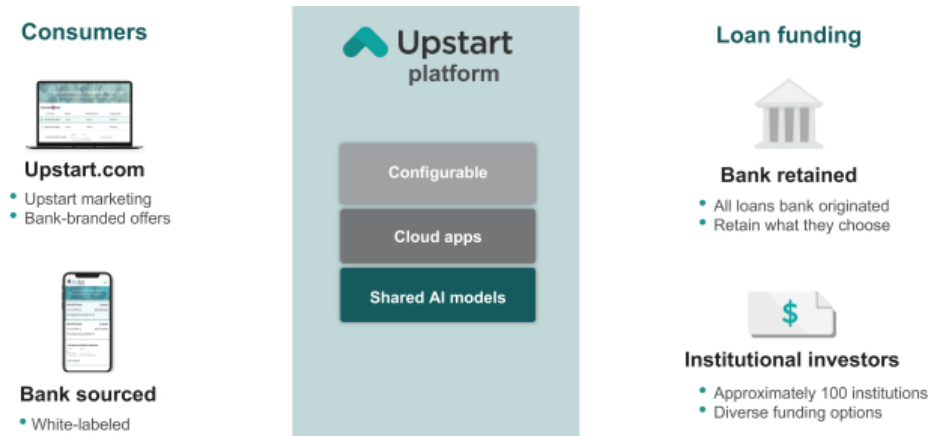 Consumers
Upstart.com
• Upstart marketing
• Bank-branded offers
Bank sourced
• White-labeled
Upstart
platform
Configurable
Cloud apps
Shared AI models
Loan funding
Bank retained
• All loans bank originated
• Retain what they choose
$
Institutional investors
• Approximately 100 institutions
• Diverse funding options